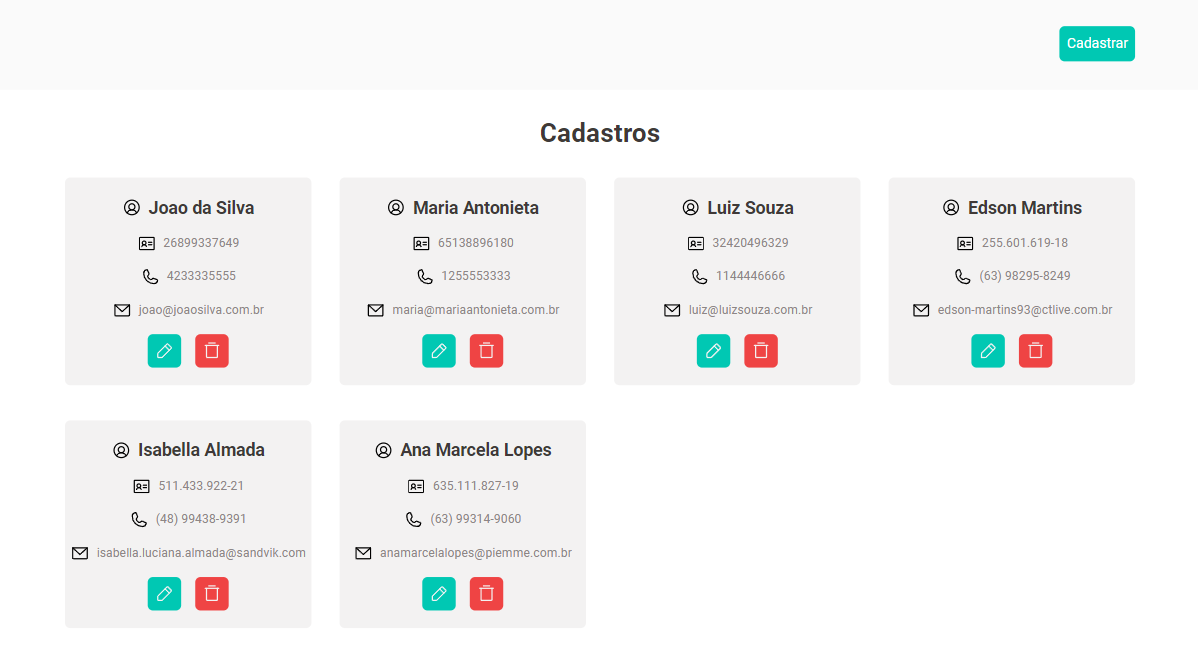 Cadastrar
Cadastros
Joao da Silva
26899337649
4233335555
joao@joaosilva.com.br
Maria Antonieta
65138896180
1255553333
maria@mariaantonieta.com.br
Luiz Souza
32420496329
1144446666
luiz@luizsouza.com.br
Edson Martins
255.601.619-18
(63) 98295-8249
edson-martins93@ctlive.com.br
Isabella Almada
511.433.922-21
(48) 99438-9391
isabella.luciana.almada@sandvik.com
Ana Marcela Lopes
635.111.827-19
(63) 99314-9060
anamarcelalopes@piemme.com.br